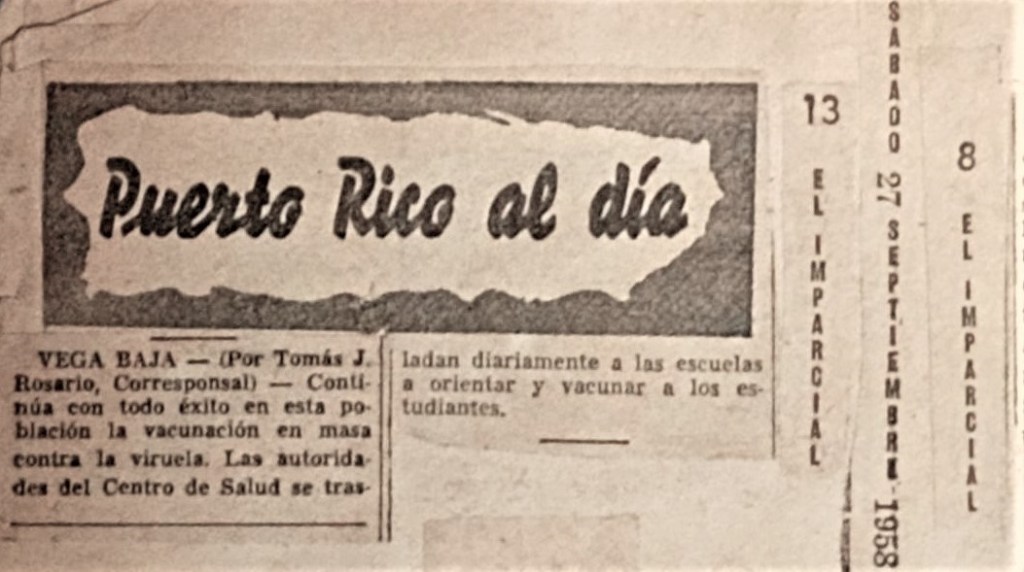 Puerto Rico al día
VEGA BAJA — (Por Tomás J.
Rosario, Corresponsal) — Conti-
núa con todo éxito en esta po-
blación la vacunación en masa
contra la viruela. Las autorida-
des del Centro de Salud se tras-
ladan diariamente a las escuelas
a orientar y vacunar a los es-
tudiantes.
13 EL IMPARCIAL
SABADO 27 SEPTIEMBRE 1958
8 EL IMPARCIAL